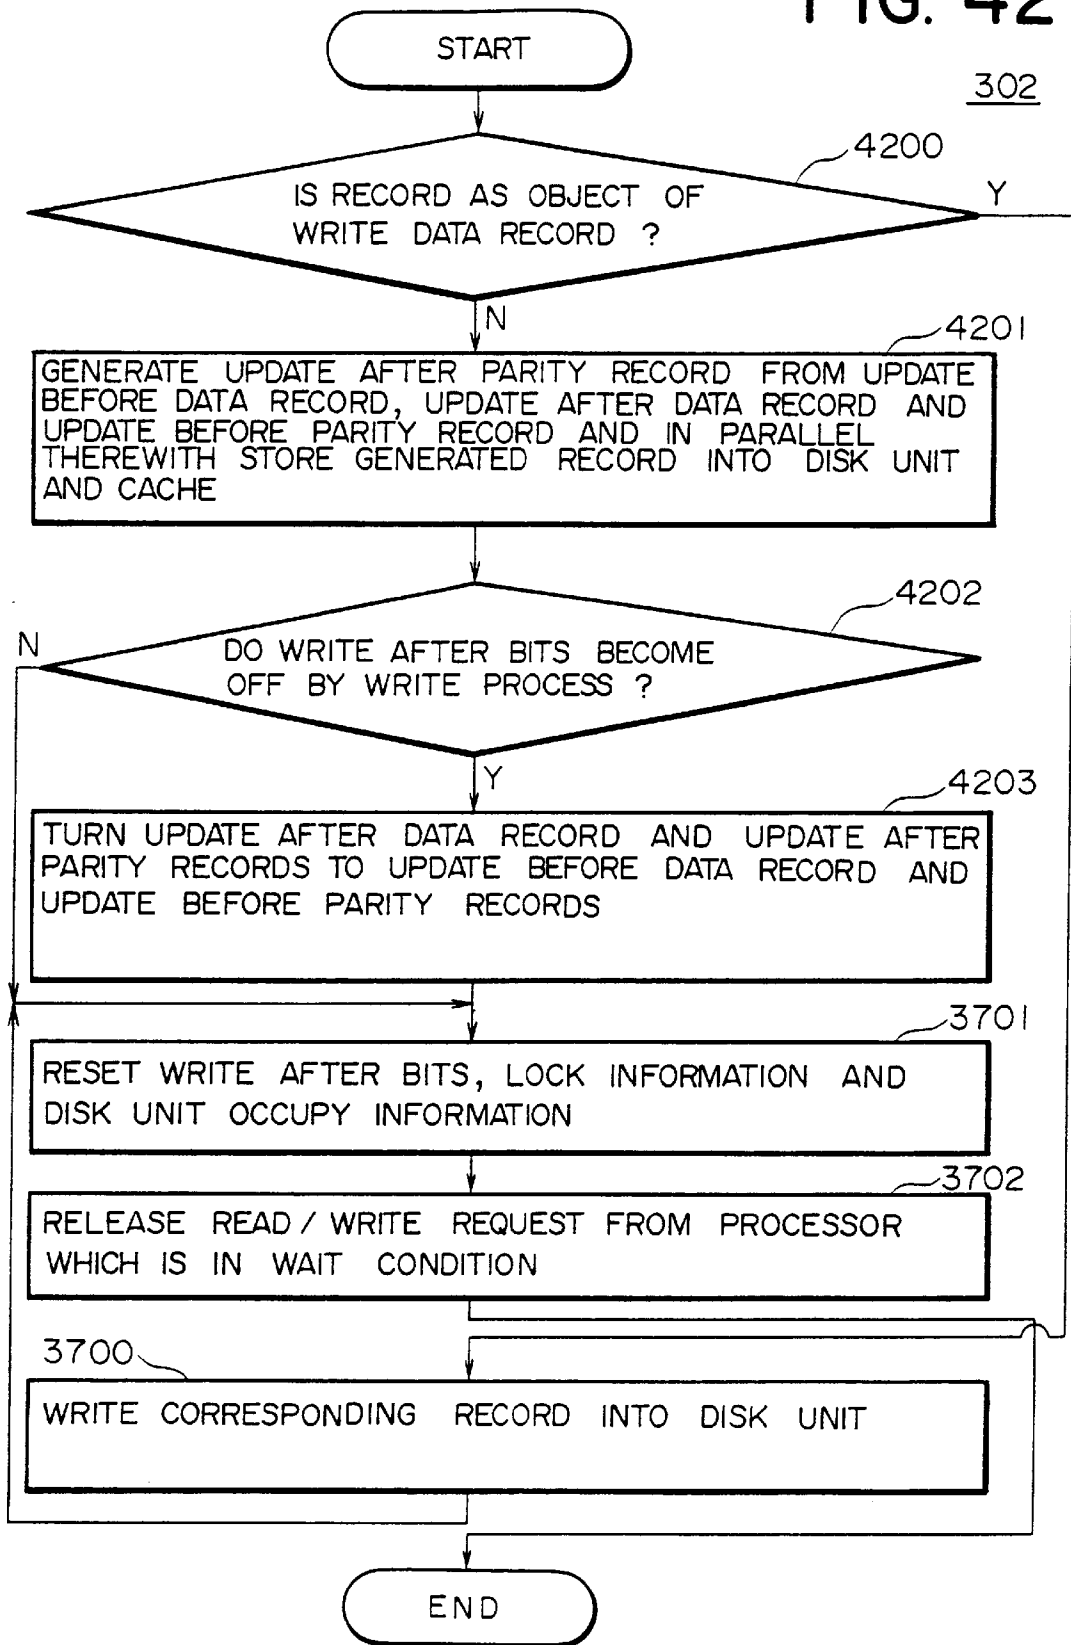 FIG. 42
START
302
4200
IS RECORD AS OBJECT OF
WRITE DATA RECORD ?
Y
N
4201
GENERATE UPDATE AFTER PARITY RECORD FROM UPDATE
BEFORE DATA RECORD, UPDATE AFTER DATA RECORD AND
UPDATE BEFORE PARITY RECORD AND IN PARALLEL
THEREWITH STORE GENERATED RECORD INTO DISK UNIT
AND CACHE
4202
N
DO WRITE AFTER BITS BECOME
OFF BY WRITE PROCESS ?
Y
4203
TURN UPDATE AFTER DATA RECORD AND UPDATE AFTER
PARITY RECORDS TO UPDATE BEFORE DATA RECORD AND
UPDATE BEFORE PARITY RECORDS
3701
RESET WRITE AFTER BITS, LOCK INFORMATION AND
DISK UNIT OCCUPY INFORMATION
3702
RELEASE READ / WRITE REQUEST FROM PROCESSOR
WHICH IS IN WAIT CONDITION
3700
WRITE CORRESPONDING RECORD INTO DISK UNIT
END